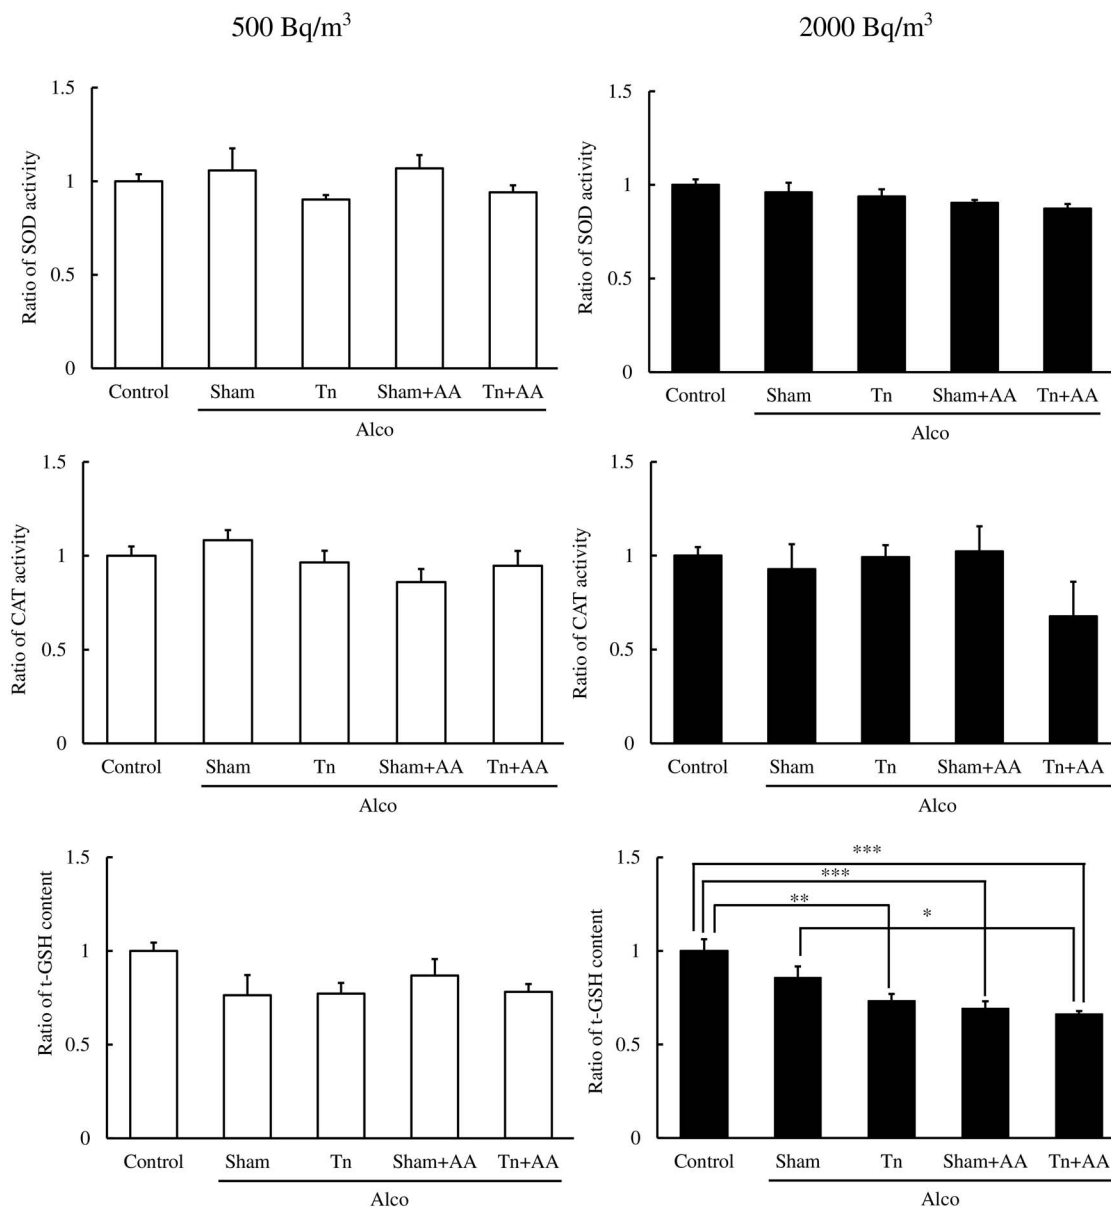 500 Bq/m³
2000 Bq/m³
Ratio of SOD activity
1.5
1
0.5
0
Control Sham Tn Sham+AA Tn+AA
Alco
Ratio of SOD activity
1.5
1
0.5
0
Control Sham Tn Sham+AA Tn+AA
Alco
Ratio of CAT activity
1.5
1
0.5
0
Control Sham Tn Sham+AA Tn+AA
Alco
Ratio of CAT activity
1.5
1
0.5
0
Control Sham Tn Sham+AA Tn+AA
Alco
Ratio of t-GSH content
1.5
1
0.5
0
Control Sham Tn Sham+AA Tn+AA
Alco
Ratio of t-GSH content
1.5
1
0.5
0
***
***
**
*
Control Sham Tn Sham+AA Tn+AA
Alco